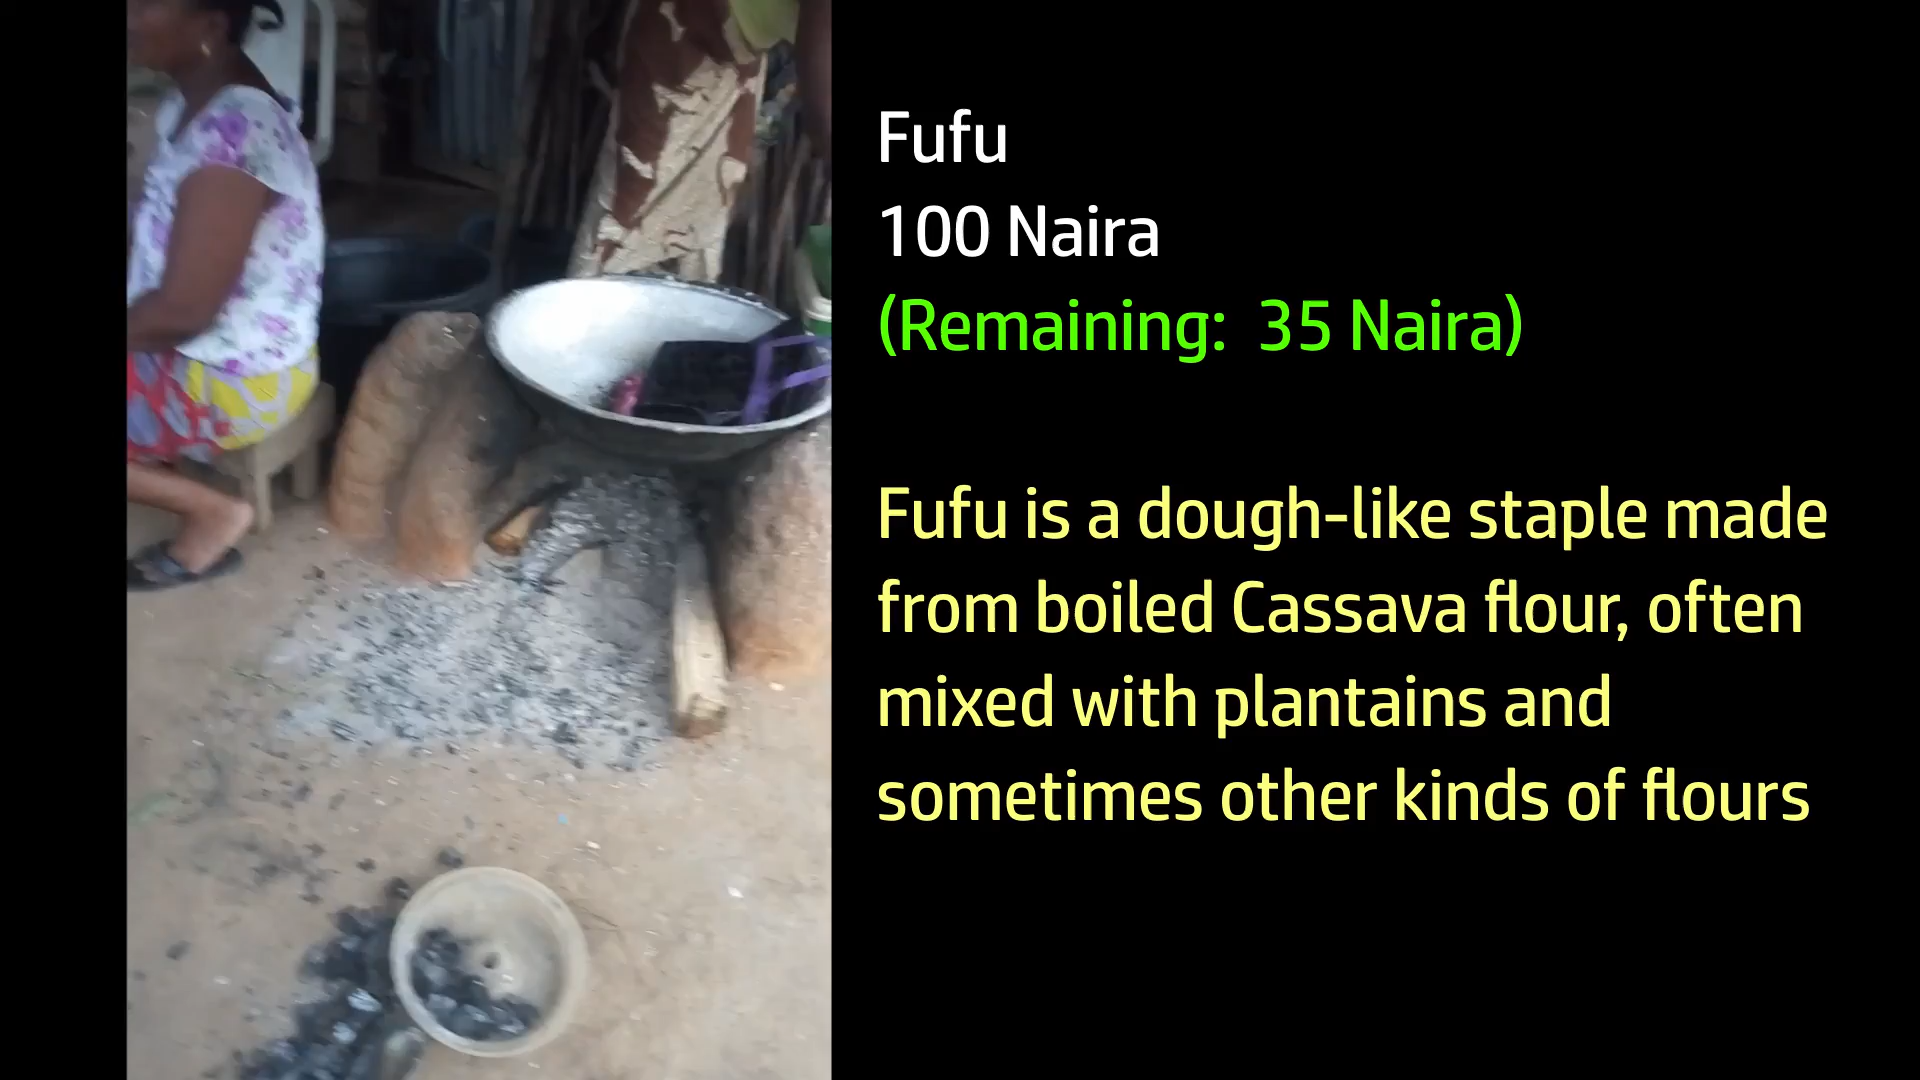 Fufu
100 Naira
(Remaining:  35 Naira)
Fufu is a dough-like staple made
from boiled Cassava flour, often
mixed with plantains and
sometimes other kinds of flours